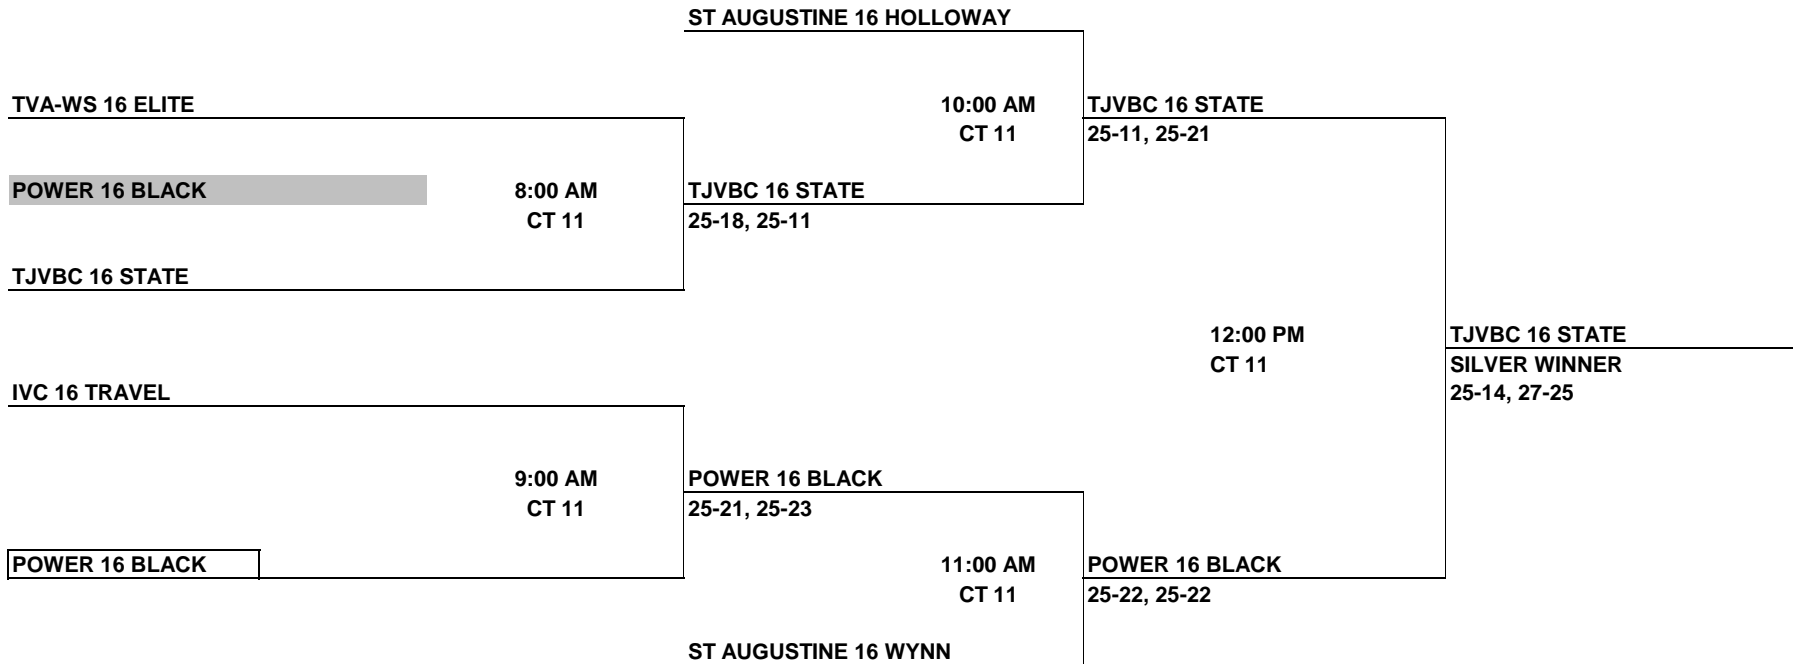 ST AUGUSTINE 16 HOLLOWAY
TVA-WS 16 ELITE
10:00 AM
TJVBC 16 STATE
CT 11
25-11, 25-21
POWER 16 BLACK
8:00 AM
TJVBC 16 STATE
CT 11
25-18, 25-11
TJVBC 16 STATE
12:00 PM
TJVBC 16 STATE
CT 11
SILVER WINNER
IVC 16 TRAVEL
25-14, 27-25
9:00 AM
POWER 16 BLACK
CT 11
25-21, 25-23
POWER 16 BLACK
11:00 AM
POWER 16 BLACK
CT 11
25-22, 25-22
ST AUGUSTINE 16 WYNN